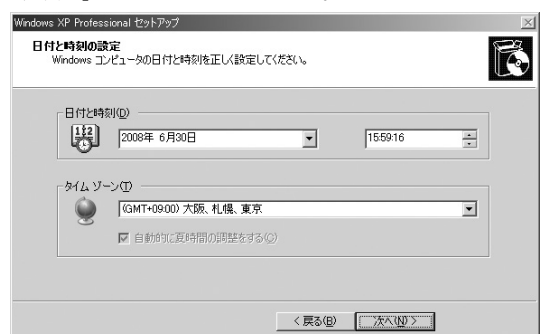 Windows XP Professional セットアップ
日付と時刻の設定
Windows コンピュータの日付と時刻を正しく設定してください。
日付と時刻(D)
2008年 6月30日
15:59:16
タイム ゾーン(T)
(GMT+09:00) 大阪、札幌、東京
自動的に夏時間の調整をする(C)
< 戻る(B)
次へ(N) >